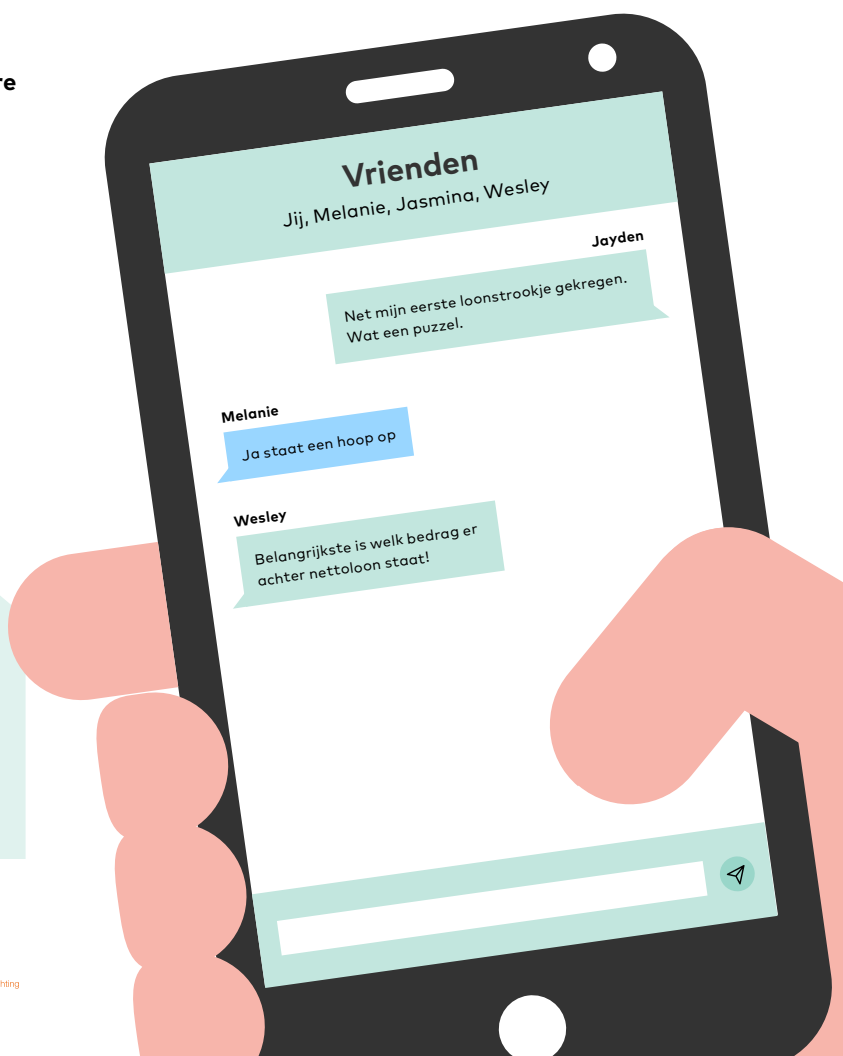 Vrienden
Jij, Melanie, Jasmina, Wesley
Jayden
Net mijn eerste loonstrookje gekregen.
Wat een puzzel.
Melanie
Ja staat een hoop op
Wesley
Belangrijkste is welk bedrag er
achter nettoloon staat!